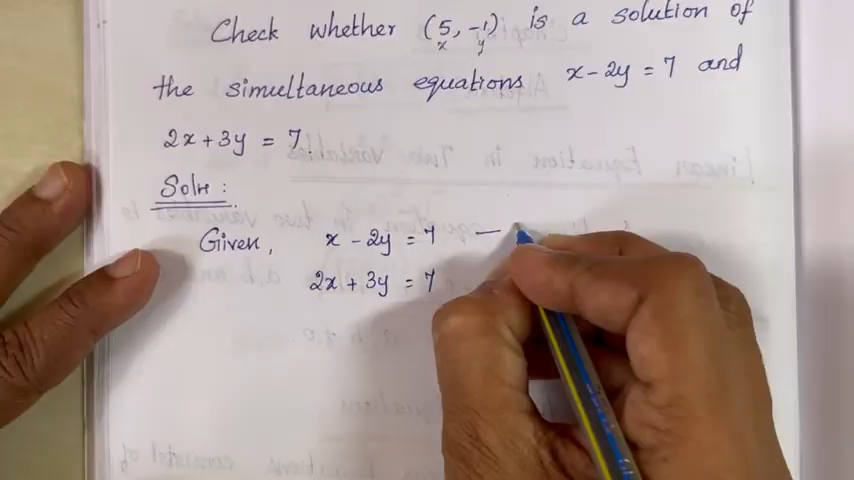 Check whether (5, -1) is a solution of
x y
the simultaneous equations x - 2y = 7 and
2x + 3y = 7.
Soln:
Given, x - 2y = 7 —
2x + 3y = 7